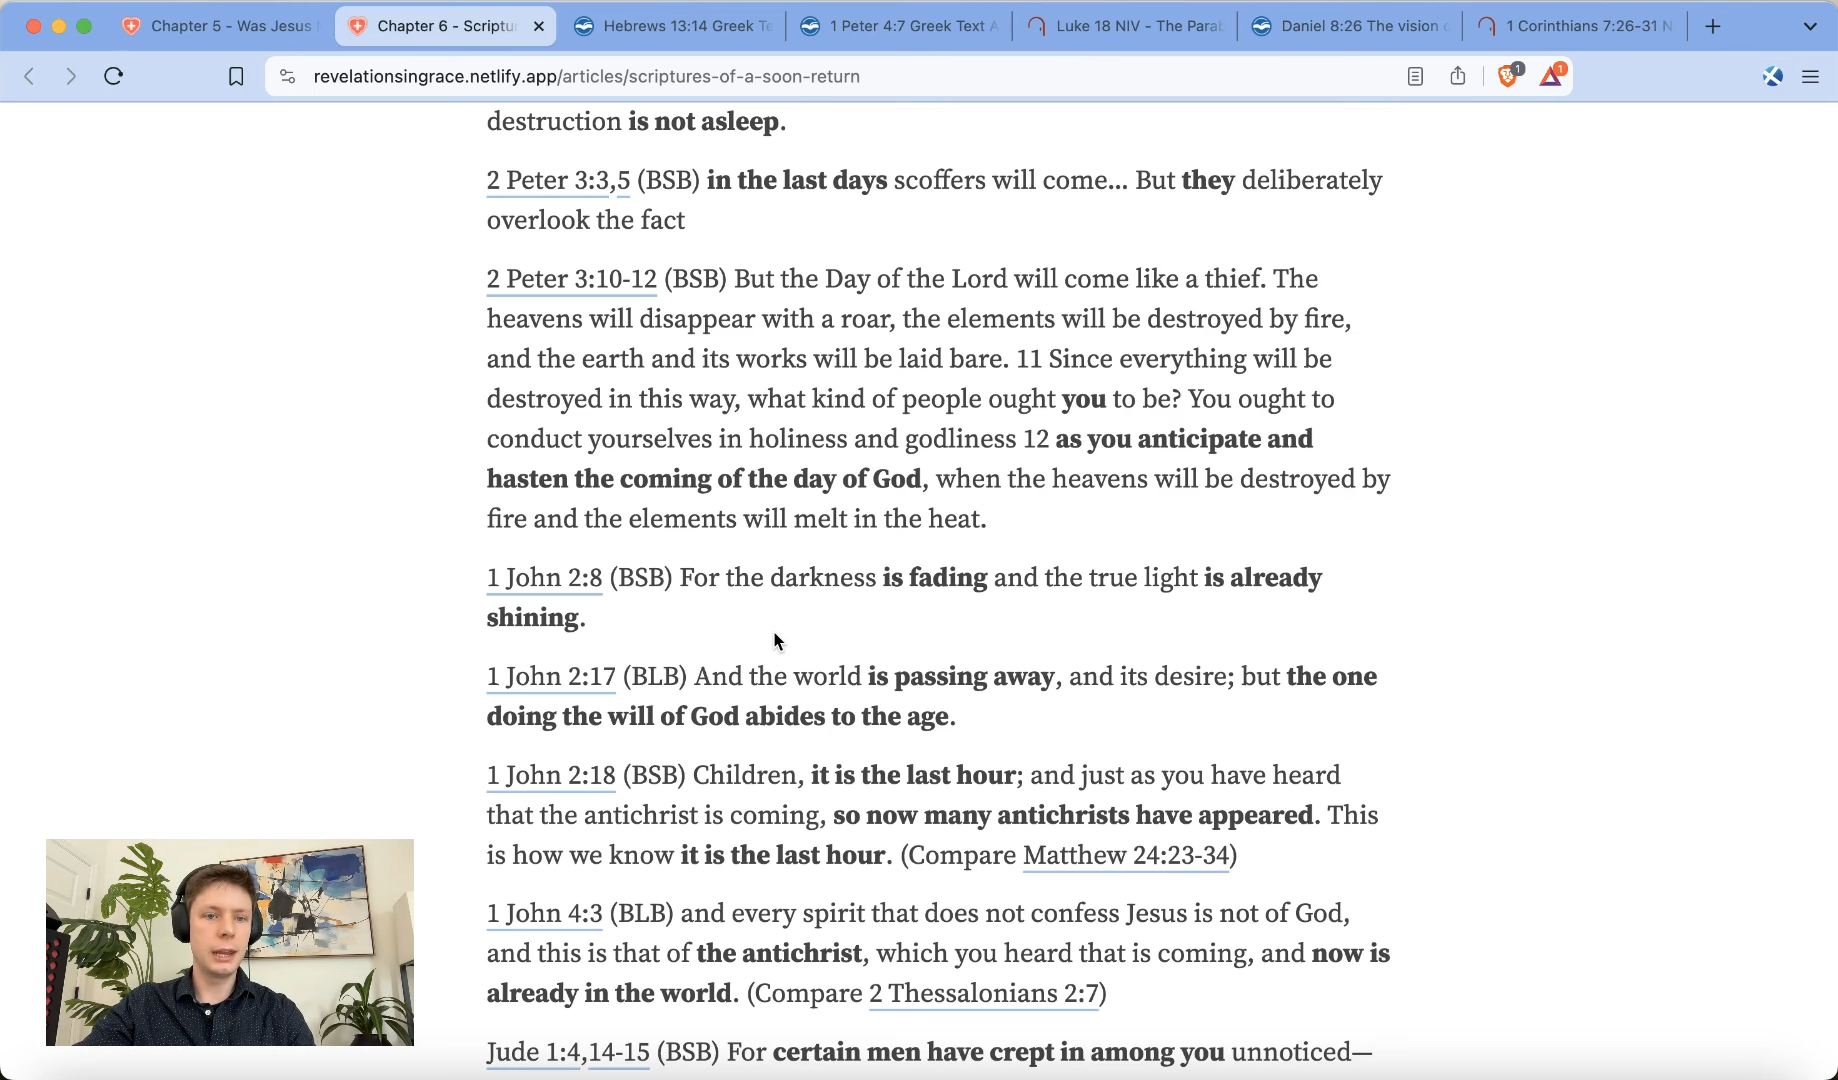 Chapter 5 - Was Jesus
Chapter 6 - Scriptur
Hebrews 13:14 Greek Te
1 Peter 4:7 Greek Text A
Luke 18 NIV - The Parab
Daniel 8:26 The vision o
1 Corinthians 7:26-31 N
revelationsingrace.netlify.app/articles/scriptures-of-a-soon-return
1
1
destruction is not asleep.
2 Peter 3:3,5 (BSB) in the last days scoffers will come... But they deliberately
overlook the fact
2 Peter 3:10-12 (BSB) But the Day of the Lord will come like a thief. The
heavens will disappear with a roar, the elements will be destroyed by fire,
and the earth and its works will be laid bare. 11 Since everything will be
destroyed in this way, what kind of people ought you to be? You ought to
conduct yourselves in holiness and godliness 12 as you anticipate and
hasten the coming of the day of God, when the heavens will be destroyed by
fire and the elements will melt in the heat.
1 John 2:8 (BSB) For the darkness is fading and the true light is already
shining.
1 John 2:17 (BLB) And the world is passing away, and its desire; but the one
doing the will of God abides to the age.
1 John 2:18 (BSB) Children, it is the last hour; and just as you have heard
that the antichrist is coming, so now many antichrists have appeared. This
is how we know it is the last hour. (Compare Matthew 24:23-34)
1 John 4:3 (BLB) and every spirit that does not confess Jesus is not of God,
and this is that of the antichrist, which you heard that is coming, and now is
already in the world. (Compare 2 Thessalonians 2:7)
Jude 1:4,14-15 (BSB) For certain men have crept in among you unnoticed—